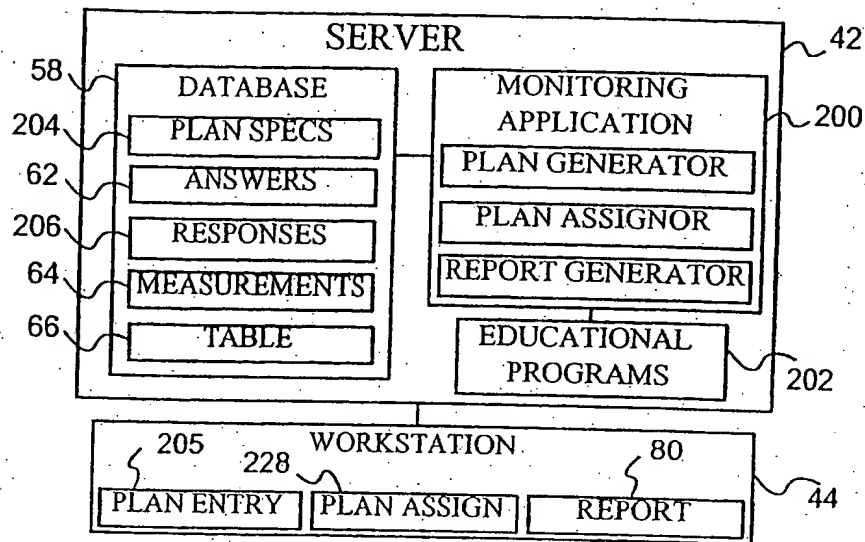 SERVER
42
58
DATABASE
204
PLAN SPECS
62
ANSWERS
206
RESPONSES
64
MEASUREMENTS
66
TABLE
MONITORING
APPLICATION
200
PLAN GENERATOR
PLAN ASSIGNOR
REPORT GENERATOR
EDUCATIONAL
PROGRAMS
202
WORKSTATION
205
228
80
44
PLAN ENTRY
PLAN ASSIGN
REPORT